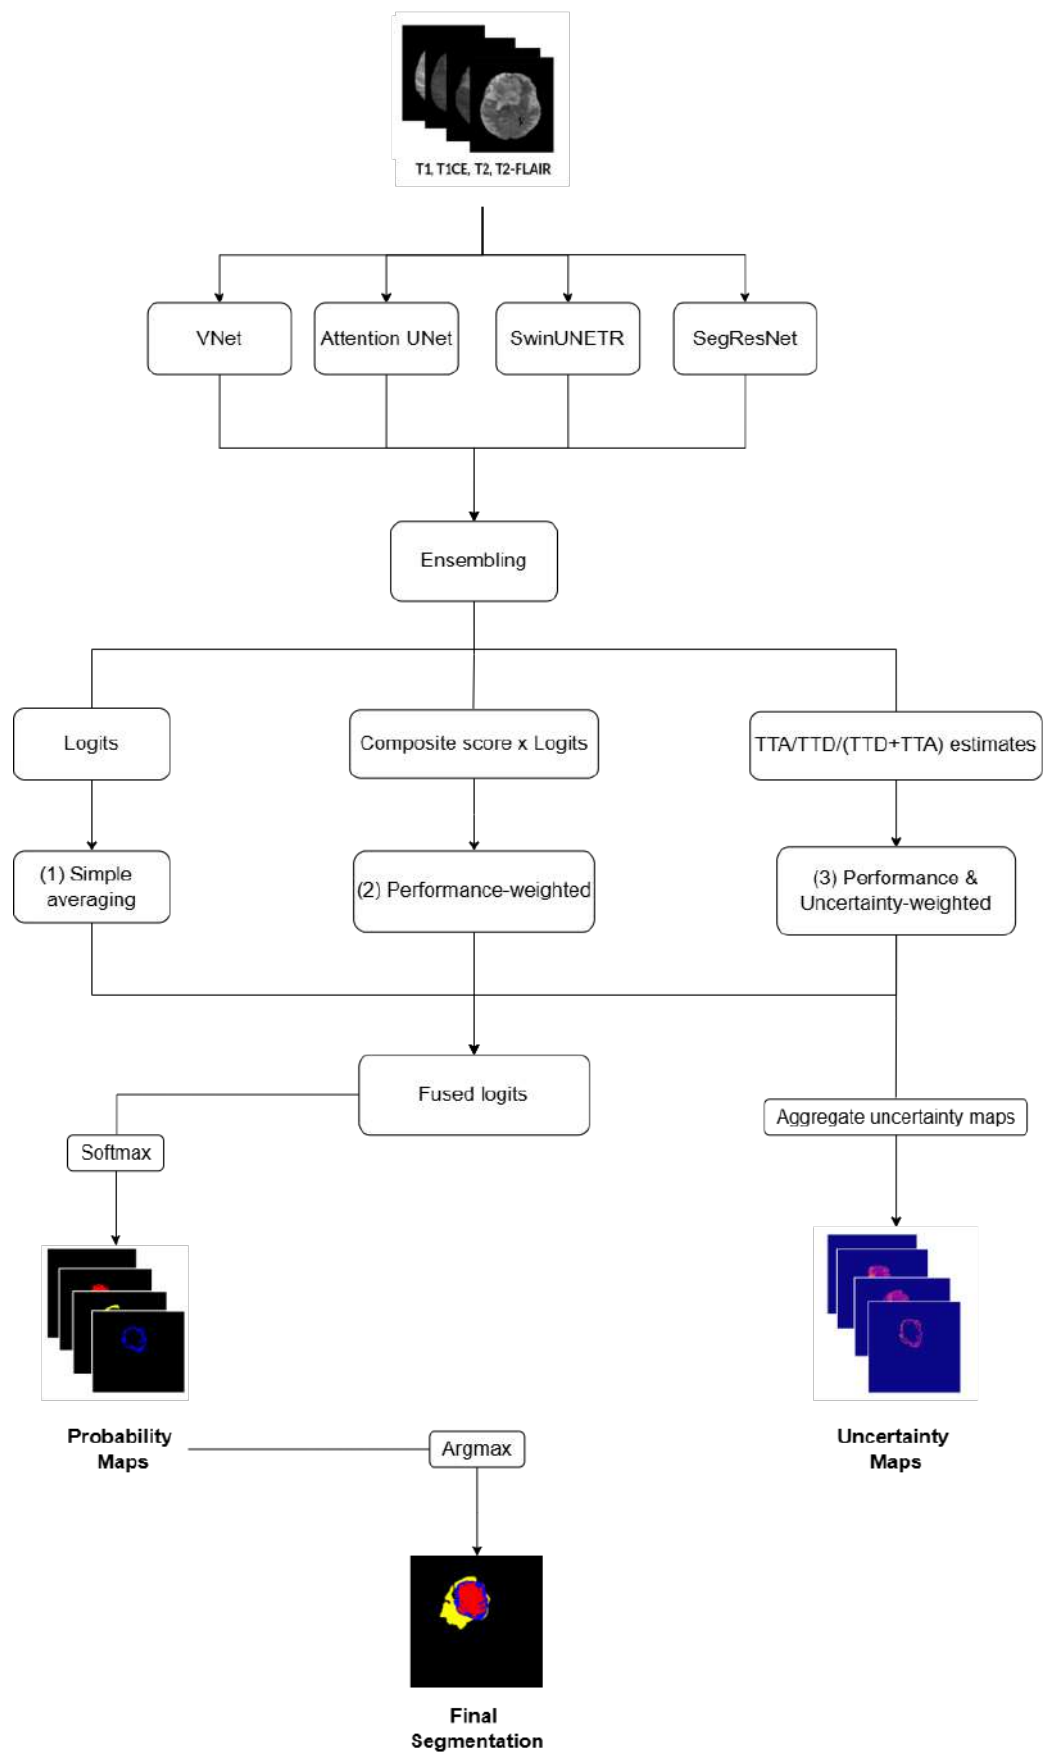 T1, T1CE, T2, T2-FLAIR
VNet
Attention UNet
SwinUNETR
SegResNet
Ensembling
Logits
Composite score x Logits
TTA/TTD/(TTD+TTA) estimates
(1) Simple
averaging
(2) Performance-weighted
(3) Performance &
Uncertainty-weighted
Fused logits
Aggregate uncertainty maps
Softmax
Probability
Maps
Argmax
Uncertainty
Maps
Final
Segmentation